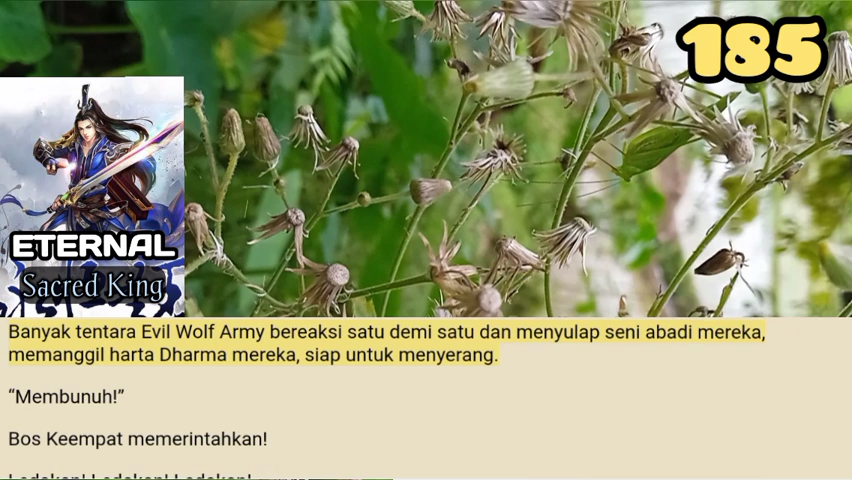 185
ETERNAL
Sacred King
Banyak tentara Evil Wolf Army bereaksi satu demi satu dan menyulap seni abadi mereka,
memanggil harta Dharma mereka, siap untuk menyerang.
“Membunuh!”
Bos Keempat memerintahkan!